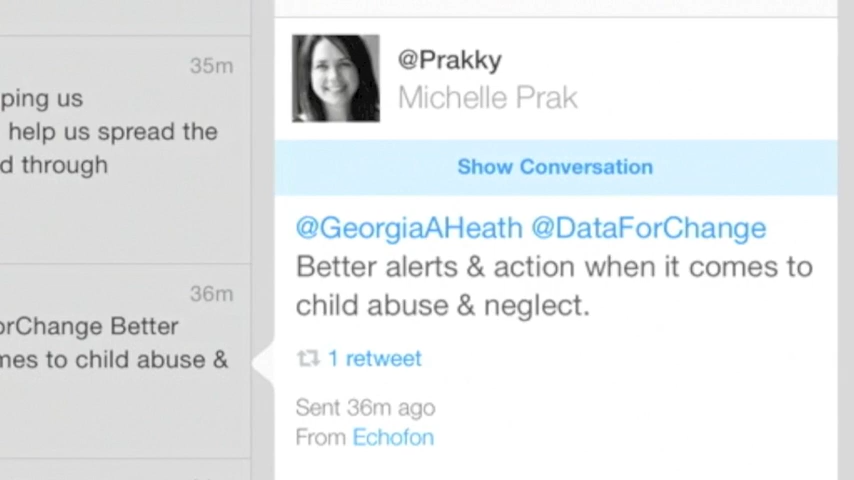 35m
ping us
help us spread the
d through
36m
orChange Better
mes to child abuse &
@Prakky
Michelle Prak
Show Conversation
@GeorgiaAHeath @DataForChange
Better alerts & action when it comes to
child abuse & neglect.
1 retweet
Sent 36m ago
From Echofon